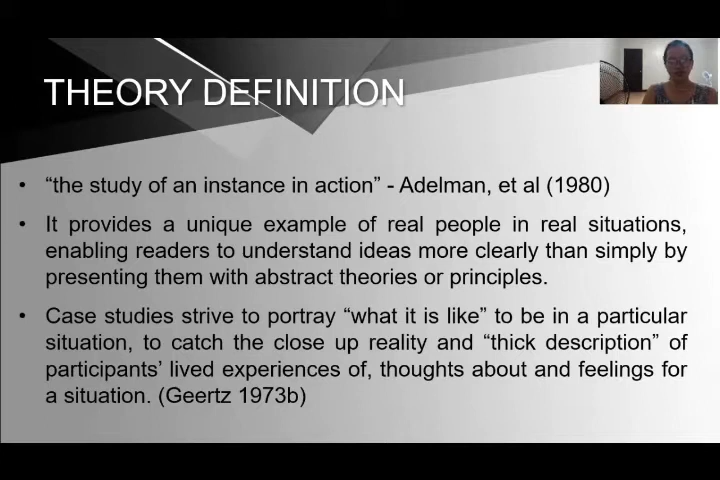 THEORY DEFINITION
• “the study of an instance in action” - Adelman, et al (1980)
• It provides a unique example of real people in real situations,
enabling readers to understand ideas more clearly than simply by
presenting them with abstract theories or principles.
• Case studies strive to portray “what it is like” to be in a particular
situation, to catch the close up reality and “thick description” of
participants’ lived experiences of, thoughts about and feelings for
a situation. (Geertz 1973b)